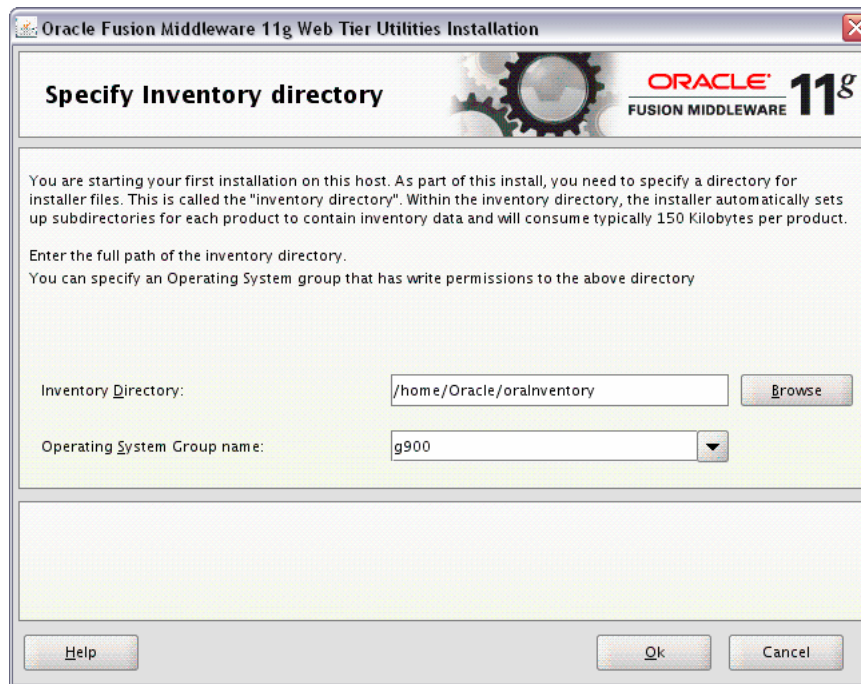 Oracle Fusion Middleware 11g Web Tier Utilities Installation
Specify Inventory directory
ORACLE
FUSION MIDDLEWARE
11g
You are starting your first installation on this host. As part of this install, you need to specify a directory for
installer files. This is called the "inventory directory". Within the inventory directory, the installer automatically sets
up subdirectories for each product to contain inventory data and will consume typically 150 Kilobytes per product.
Enter the full path of the inventory directory.
You can specify an Operating System group that has write permissions to the above directory
Inventory Directory:
/home/Oracle/oraInventory
Browse
Operating System Group name:
g900
Help
Ok
Cancel